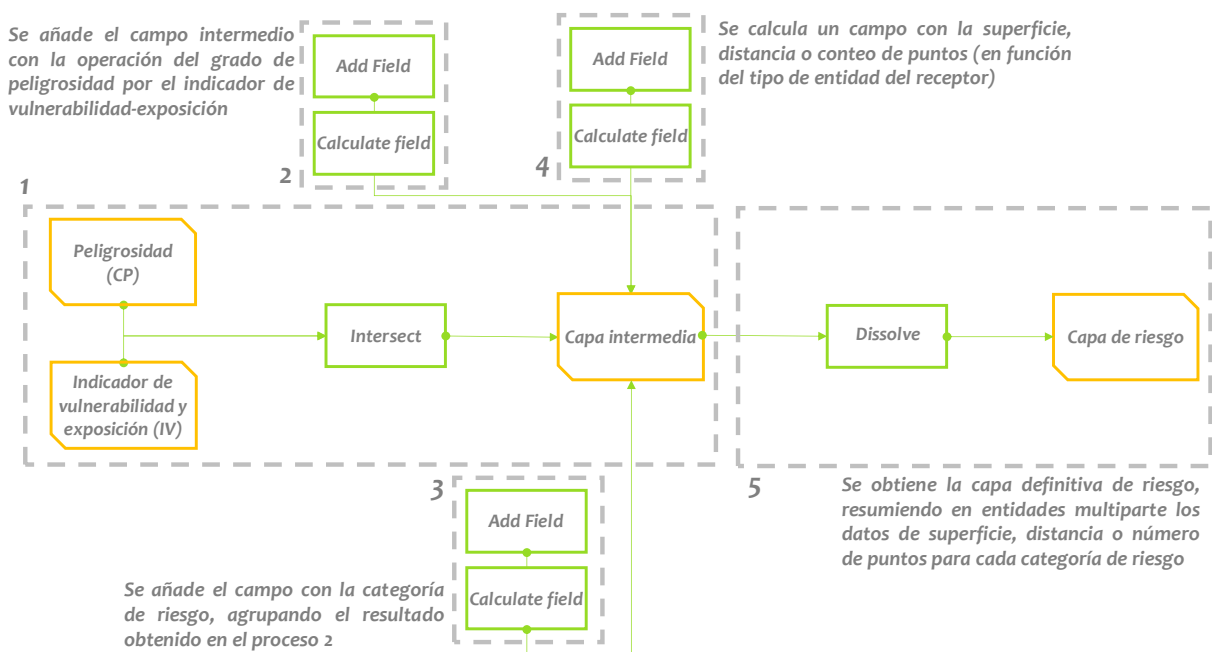 Se añade el campo intermedio
con la operación del grado de
peligrosidad por el indicador de
vulnerabilidad-exposición
Add Field
Calculate field
2
Add Field
Calculate field
4
Se calcula un campo con la superficie,
distancia o conteo de puntos (en función
del tipo de entidad del receptor)
1
Peligrosidad
(CP)
Indicador de
vulnerabilidad y
exposición (IV)
Intersect
Capa intermedia
Dissolve
Capa de riesgo
3
Add Field
Calculate field
Se añade el campo con la categoría
de riesgo, agrupando el resultado
obtenido en el proceso 2
5
Se obtiene la capa definitiva de riesgo,
resumiendo en entidades multiparte los
datos de superficie, distancia o número
de puntos para cada categoría de riesgo